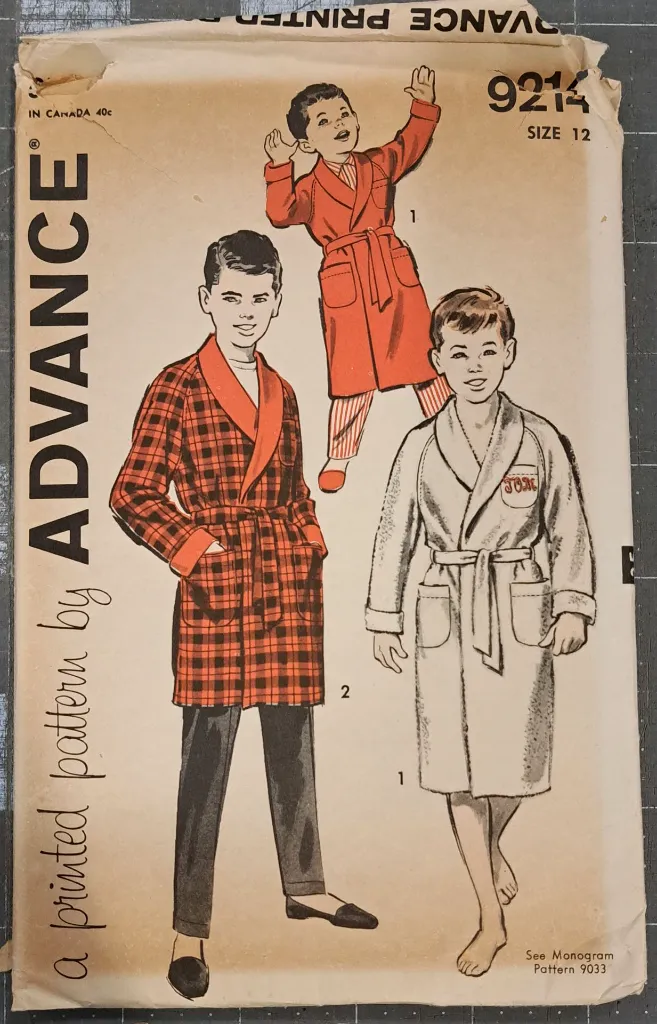 ADVANCE PRINTED
9214
IN CANADA 40c
SIZE 12
a printed pattern by ADVANCE®
1
TOM
2
1
See Monogram
Pattern 9033